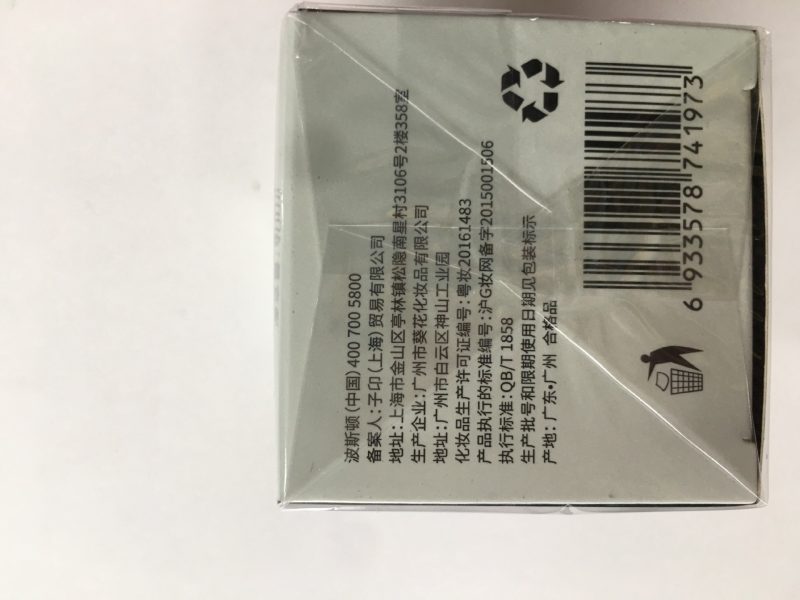 波斯顿（中国）400 700 5800
备案人：子印（上海）贸易有限公司
地址：上海市金山区亭林镇松隐南星村3106号2楼358室
生产企业：广州市葵花化妆品有限公司
地址：广州市白云区神山工业园
化妆品生产许可证编号：粤妆20161483
产品执行的标准编号：沪G妆网备字2015001506
执行标准：QB/T 1858
生产批号和限期使用日期见包装标示
产地：广东•广州 合格品
6 933578 741973